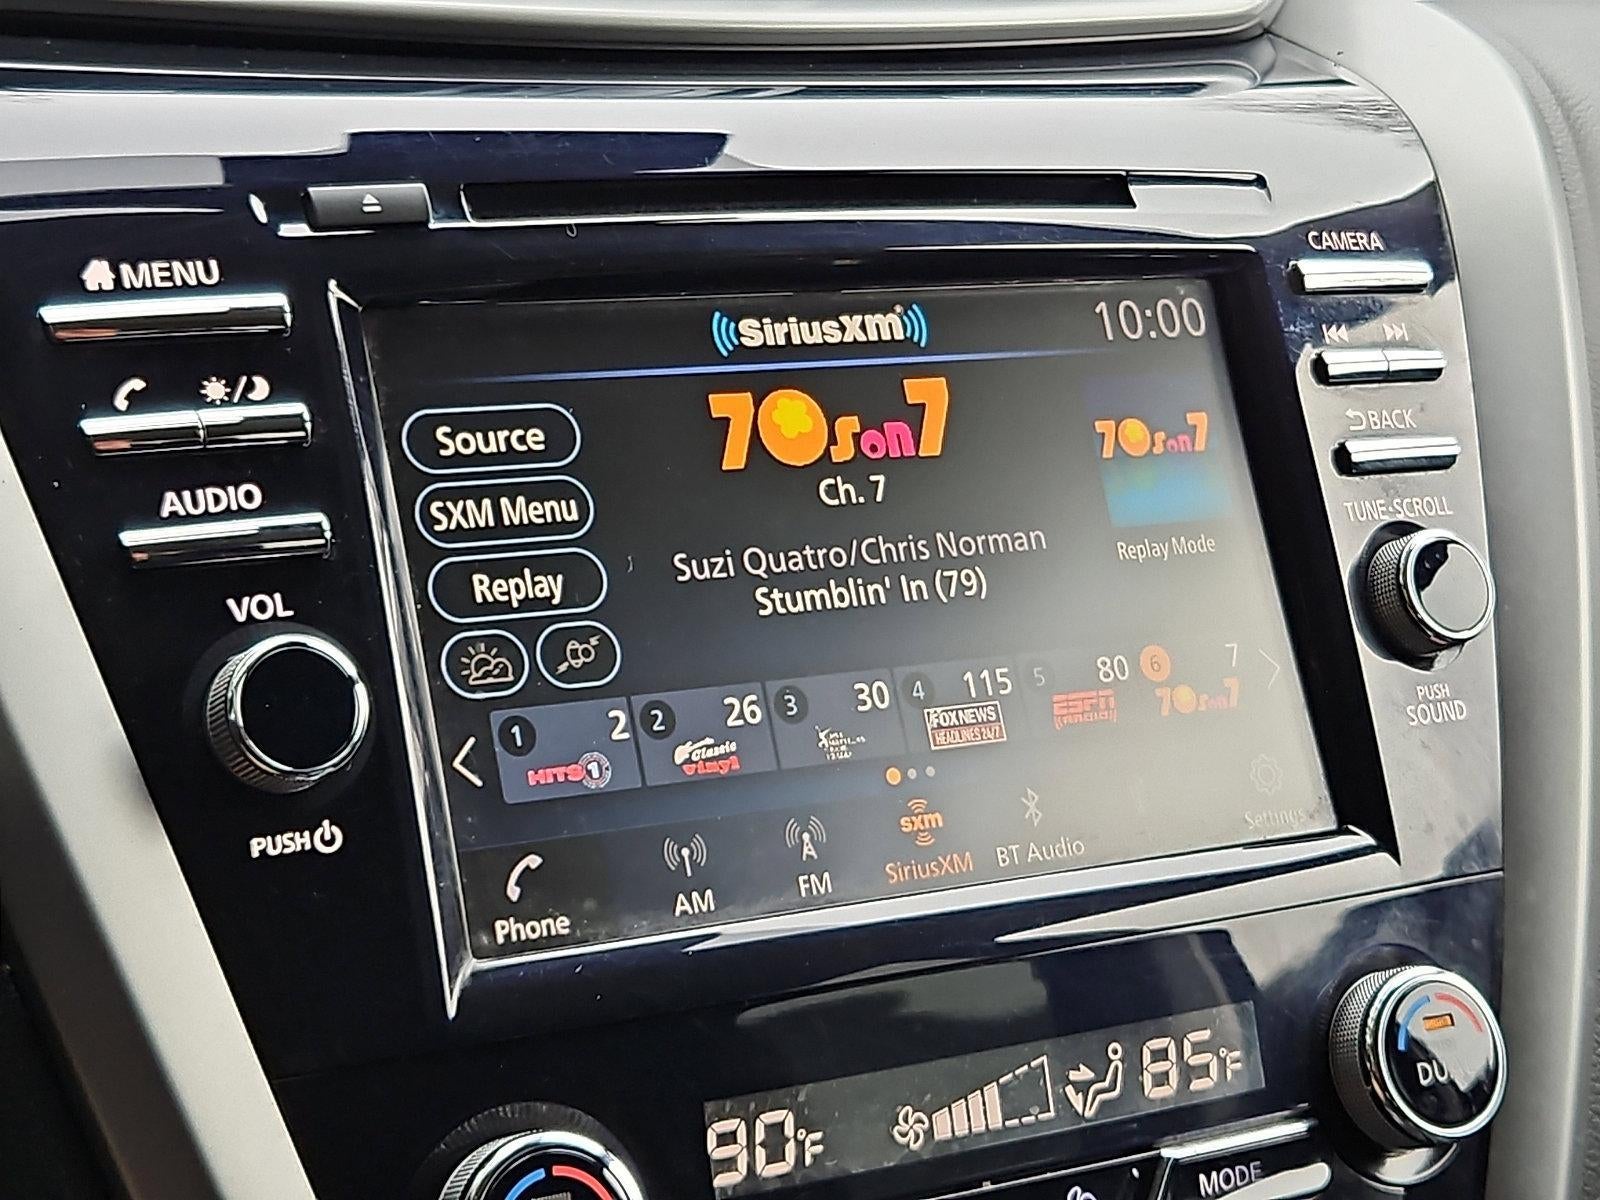 MENU
CAMERA
SiriusXM
10:00
AUDIO
BACK
TUNE·SCROLL
PUSH
SOUND
VOL
PUSH
Source
SXM Menu
Replay
70s on 7
Ch. 7
Suzi Quatro/Chris Norman
Stumblin' In (79)
70s on 7
Replay Mode
1 2 2 26 3 30 4 115 5 80 6 7
HITS 1
Classic Vinyl
FOX NEWS
HEADLINES 24/7
ESPN
70s on 7
Phone
AM
FM
sxm
SiriusXM
BT Audio
Settings
90°F
85°F
MODE